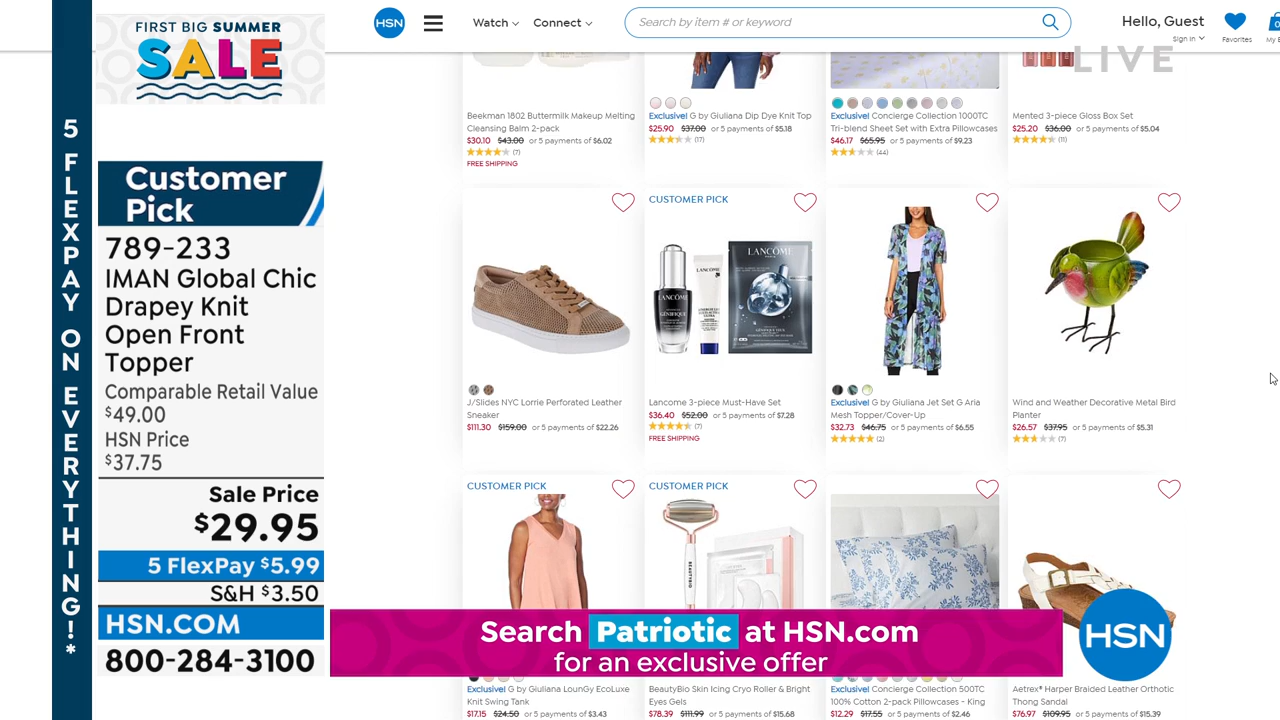 FIRST BIG SUMMER
SALE
5 FLEXPAY ON EVERYTHING!*
Customer
Pick
789-233
IMAN Global Chic
Drapey Knit
Open Front
Topper
Comparable Retail Value
$49.00
HSN Price
$37.75
Sale Price
$29.95
5 FlexPay $5.99
S&H $3.50
HSN.COM
800-284-3100
HSN
Watch
Connect
Search by item # or keyword
Hello, Guest
Sign In
Favorites
0
LIVE
Beekman 1802 Buttermilk Makeup Melting
Cleansing Balm 2-pack
$30.10 $43.00 or 5 payments of $6.02
(7)
FREE SHIPPING
Exclusive! G by Giuliana Dip Dye Knit Top
$25.90 $37.00 or 5 payments of $5.18
(17)
Exclusive! Concierge Collection 1000TC
Tri-blend Sheet Set with Extra Pillowcases
$46.17 $65.95 or 5 payments of $9.23
(44)
Mented 3-piece Gloss Box Set
$25.20 $36.00 or 5 payments of $5.04
(11)
J/Slides NYC Lorrie Perforated Leather
Sneaker
$111.30 $159.00 or 5 payments of $22.26
CUSTOMER PICK
LANCOME
LANCOME
GENIFIQUE
LANCOME
Lancome 3-piece Must-Have Set
$36.40 $52.00 or 5 payments of $7.28
(7)
FREE SHIPPING
Exclusive! G by Giuliana Jet Set G Aria
Mesh Topper/Cover-Up
$32.73 $46.75 or 5 payments of $6.55
(2)
Wind and Weather Decorative Metal Bird
Planter
$26.57 $37.95 or 5 payments of $5.31
(7)
CUSTOMER PICK
CUSTOMER PICK
BEAUTYBIO
Search Patriotic at HSN.com
for an exclusive offer
HSN
Exclusive! G by Giuliana LounGy EcoLuxe
Knit Swing Tank
$17.15 $24.50 or 5 payments of $3.43
BeautyBio Skin Icing Cryo Roller & Bright
Eyes Gels
$78.39 $111.99 or 5 payments of $15.68
Exclusive! Concierge Collection 500TC
100% Cotton 2-pack Pillowcases - King
$12.29 $17.55 or 5 payments of $2.46
Aetrex® Harper Braided Leather Orthotic
Thong Sandal
$76.97 $109.95 or 5 payments of $15.39